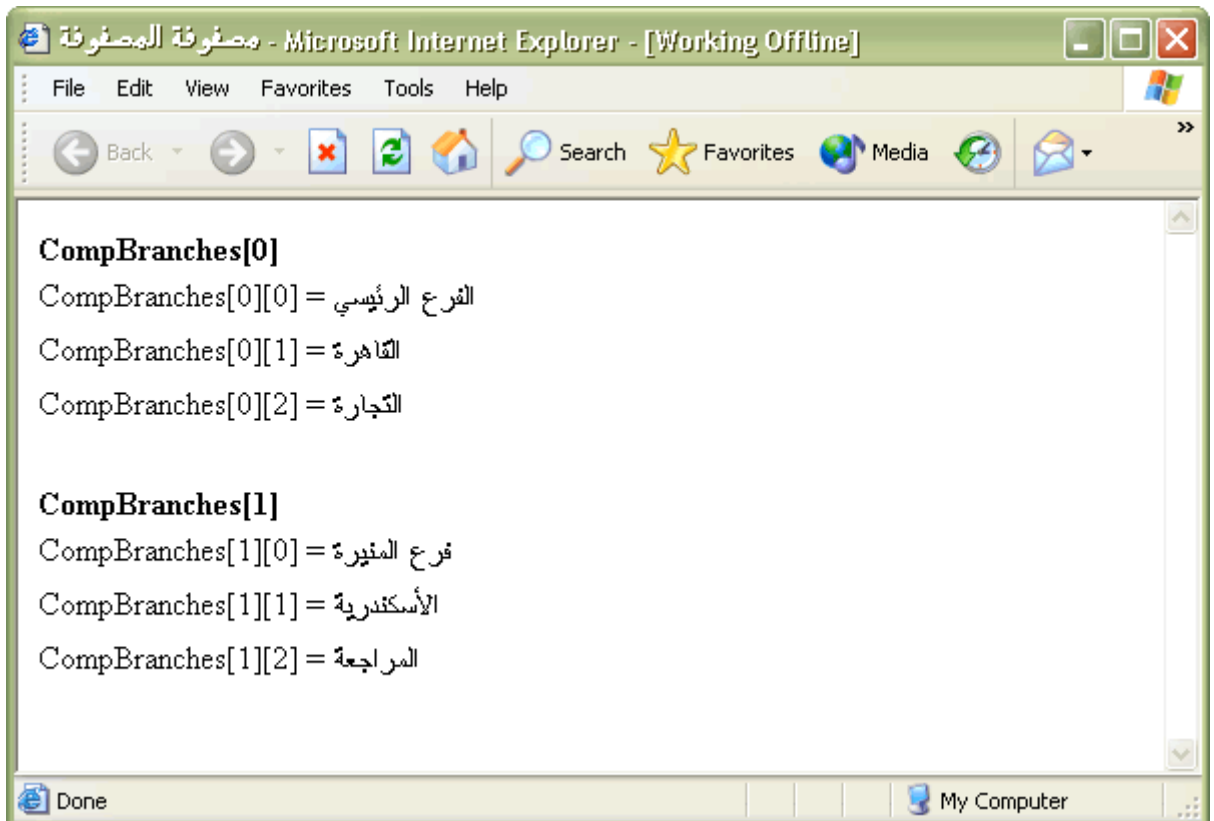 مصفوفة المصفوفة - Microsoft Internet Explorer - [Working Offline]
File Edit View Favorites Tools Help
Back Search Favorites Media »
CompBranches[0]
CompBranches[0][0] = الفرع الرئيسي
CompBranches[0][1] = القاهرة
CompBranches[0][2] = التجارة
CompBranches[1]
CompBranches[1][0] = فرع المنيرة
CompBranches[1][1] = الأسكندرية
CompBranches[1][2] = المراجعة
Done My Computer